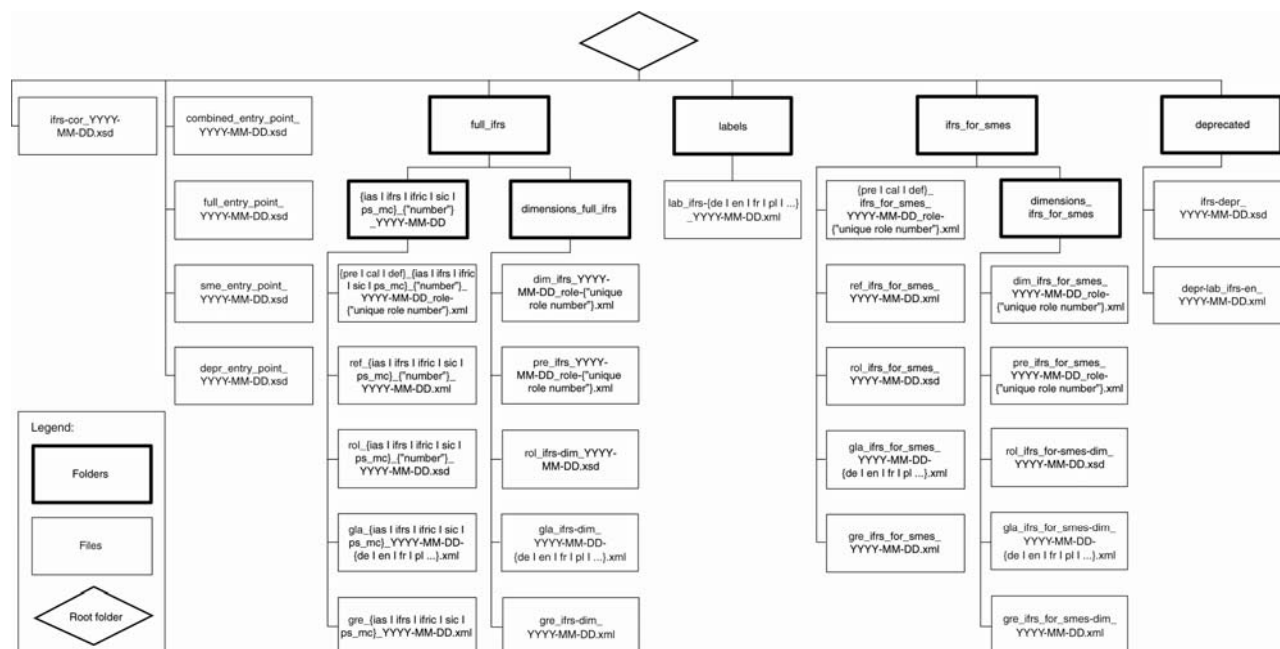 ifrs-cor_YYYY-
MM-DD.xsd
combined_entry_point_
YYYY-MM-DD.xsd
full_entry_point_
YYYY-MM-DD.xsd
sme_entry_point_
YYYY-MM-DD.xsd
depr_entry_point_
YYYY-MM-DD.xsd
full_ifrs
{ias I ifrs I ifric I sic I
ps_mc}_{"number"}
_YYYY-MM-DD
{pre I cal I def}_{ias I ifrs I ifric
I sic I ps_mc}_{"number"}_
YYYY-MM-DD_role-
{"unique role number"}.xml
ref_{ias I ifrs I ifric I sic I
ps_mc}_{"number"}_
YYYY-MM-DD.xml
rol_{ias I ifrs I ifric I sic I
ps_mc}_{"number"}_
YYYY-MM-DD.xsd
gla_{ias I ifrs I ifric I sic I
ps_mc}_YYYY-MM-DD-
{de I en I fr I pl ...}.xml
gre_{ias I ifrs I ifric I sic I
ps_mc}_YYYY-MM-DD.xml
dimensions_full_ifrs
dim_ifrs_YYYY-
MM-DD_role-
{"unique role
number"}.xml
pre_ifrs_YYYY-
MM-DD_role-{"unique
role number"}.xml
rol_ifrs-dim_YYYY-
MM-DD.xsd
gla_ifrs-dim_
YYYY-MM-DD-
{de I en I fr I pl I ...}.xml
gre_ifrs-dim_
YYYY-MM-DD.xml
labels
lab_ifrs-{de I en I fr I pl I ...}
_YYYY-MM-DD.xml
ifrs_for_smes
{pre I cal I def}_
ifrs_for_smes_
YYYY-MM-DD_role-
{"unique role number"}.xml
ref_ifrs_for_smes_
YYYY-MM-DD.xml
rol_ifrs_for_smes_
YYYY-MM-DD.xsd
gla_ifrs_for_smes_
YYYY-MM-DD-
{de I en I fr I pl I ...}.xml
gre_ifrs_for_smes_
YYYY-MM-DD.xml
dimensions_
ifrs_for_smes
dim_ifrs_for_smes_
YYYY-MM-DD_role-
{"unique role number"}.xml
pre_ifrs_for_smes_
YYYY-MM-DD_role-
{"unique role number"}.xml
rol_ifrs_for-smes-dim_
YYYY-MM-DD.xsd
gla_ifrs_for_smes-dim_
YYYY-MM-DD-
{de I en I fr I pl I ...}.xml
gre_ifrs_for_smes-dim_
YYYY-MM-DD.xml
deprecated
ifrs-depr_
YYYY-MM-DD.xsd
depr-lab_ifrs-en_
YYYY-MM-DD.xml
Legend:
Folders
Files
Root folder